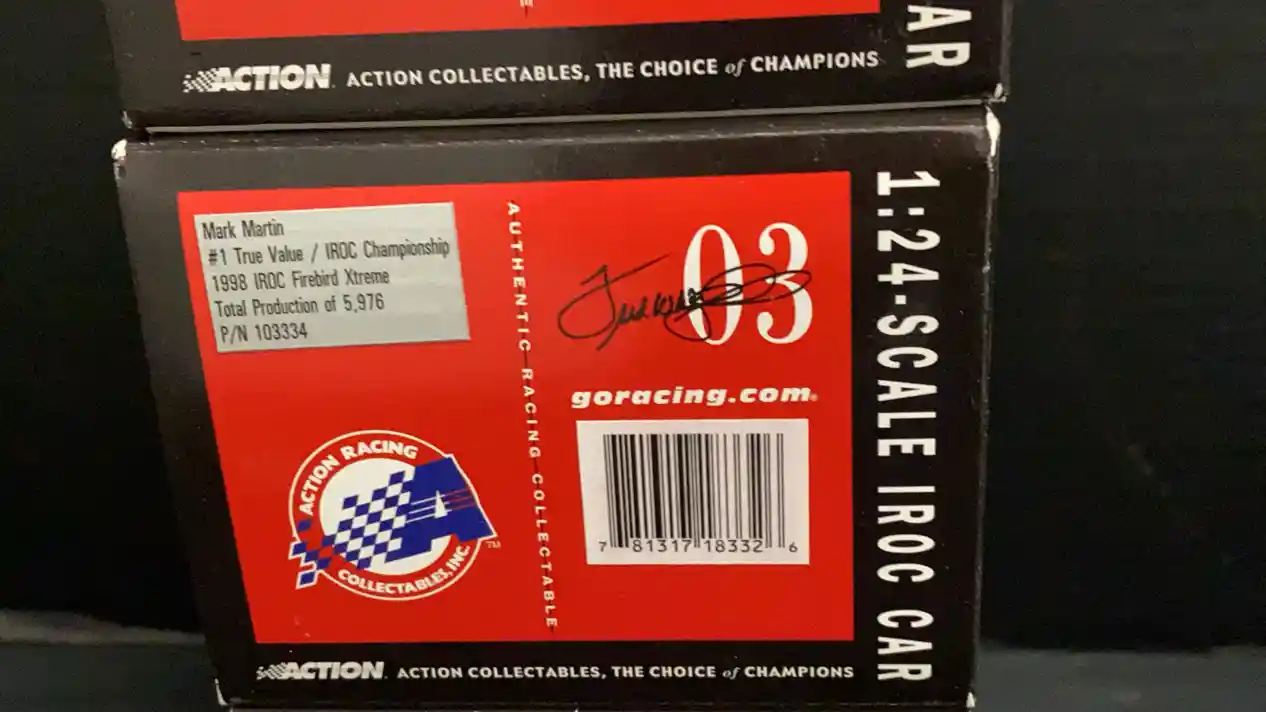 AR
ACTION ACTION COLLECTABLES, THE CHOICE of CHAMPIONS
Mark Martin
#1 True Value / IROC Championship
1998 IROC Firebird Xtreme
Total Production of 5,976
P/N 103334
AUTHENTIC RACING COLLECTABLE
03
goracing.com®
7 81317 18332 6
ACTION RACING
COLLECTABLES, INC.
TM
1:24-SCALE IROC CAR
ACTION ACTION COLLECTABLES, THE CHOICE of CHAMPIONS